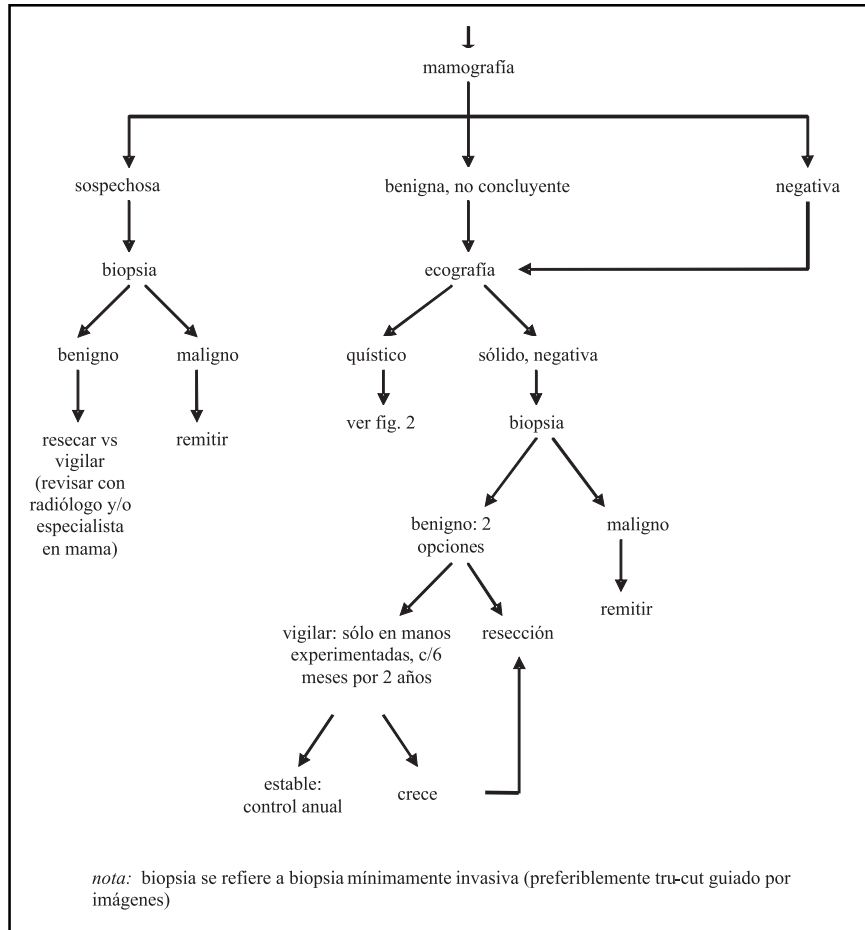 mamografía
sospechosa
benigna, no concluyente
negativa
biopsia
ecografía
benigno
maligno
quístico
sólido, negativa
resecar vs
vigilar
(revisar con
radiólogo y/o
especialista
en mama)
remitir
ver fig. 2
biopsia
benigno: 2
opciones
maligno
remitir
vigilar: sólo en manos
experimentadas, c/6
meses por 2 años
resección
estable:
control anual
crece
nota: biopsia se refiere a biopsia mínimamente invasiva (preferiblemente tru-cut guiado por
imágenes)